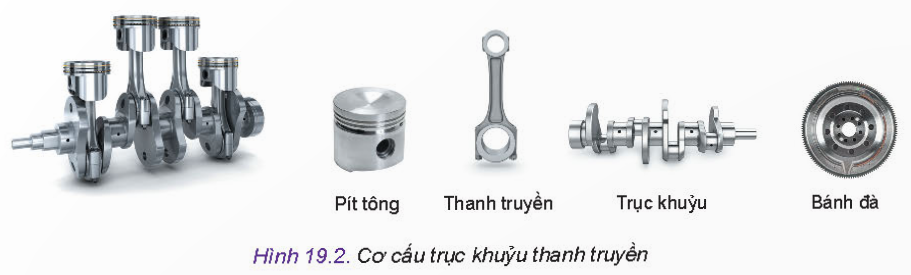 Pít tông Thanh truyền Trục khuỷu Bánh đà
Hình 19.2. Cơ cấu trục khuỷu thanh truyền